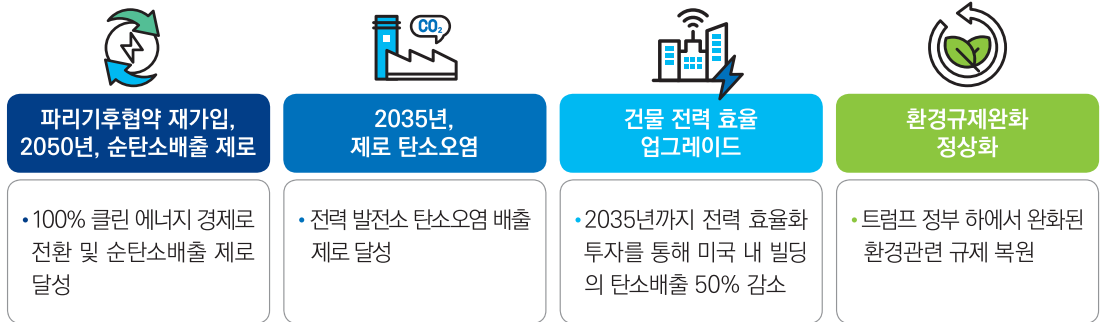 CO₂
파리기후협약 재가입,
2050년, 순탄소배출 제로
• 100% 클린 에너지 경제로
전환 및 순탄소배출 제로
달성
2035년,
제로 탄소오염
• 전력 발전소 탄소오염 배출
제로 달성
건물 전력 효율
업그레이드
• 2035년까지 전력 효율화
투자를 통해 미국 내 빌딩
의 탄소배출 50% 감소
환경규제완화
정상화
• 트럼프 정부 하에서 완화된
환경관련 규제 복원